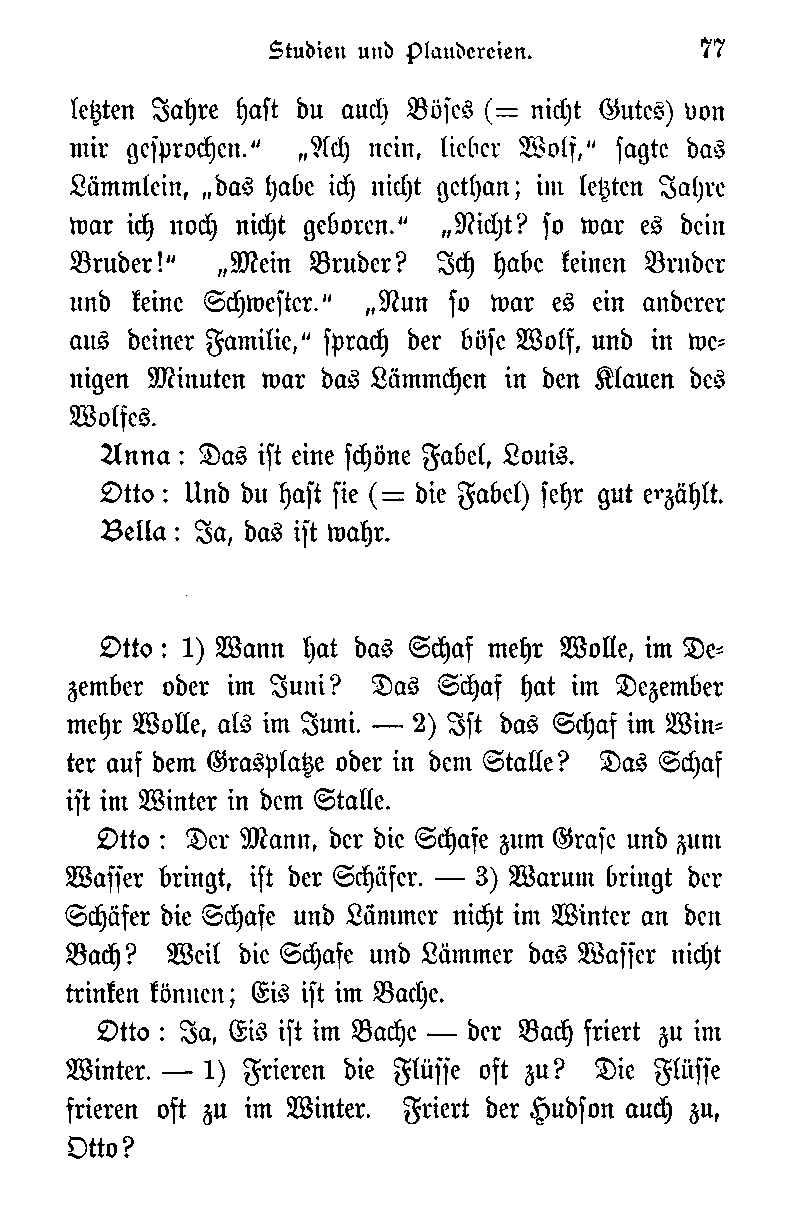 Studien und Plaudereien. 77
letzten Jahre hast du auch Böses (= nicht Gutes) von
mir gesprochen.“ „Ach nein, lieber Wolf,“ sagte das
Lämmlein, „das habe ich nicht gethan; im letzten Jahre
war ich noch nicht geboren.“ „Nicht? so war es dein
Bruder!“ „Mein Bruder? Ich habe keinen Bruder
und keine Schwester.“ „Nun so war es ein anderer
aus deiner Familie,“ sprach der böse Wolf, und in we-
nigen Minuten war das Lämmchen in den Klauen des
Wolfes.
Anna: Das ist eine schöne Fabel, Louis.
Otto: Und du hast sie (= die Fabel) sehr gut erzählt.
Bella: Ja, das ist wahr.
Otto: 1) Wann hat das Schaf mehr Wolle, im De-
zember oder im Juni? Das Schaf hat im Dezember
mehr Wolle, als im Juni. — 2) Ist das Schaf im Win-
ter auf dem Grasplatze oder in dem Stalle? Das Schaf
ist im Winter in dem Stalle.
Otto: Der Mann, der die Schafe zum Grase und zum
Wasser bringt, ist der Schäfer. — 3) Warum bringt der
Schäfer die Schafe und Lämmer nicht im Winter an den
Bach? Weil die Schafe und Lämmer das Wasser nicht
trinken können; Eis ist im Bache.
Otto: Ja, Eis ist im Bache — der Bach friert zu im
Winter. — 1) Frieren die Flüsse oft zu? Die Flüsse
frieren oft zu im Winter. Friert der Hudson auch zu,
Otto?